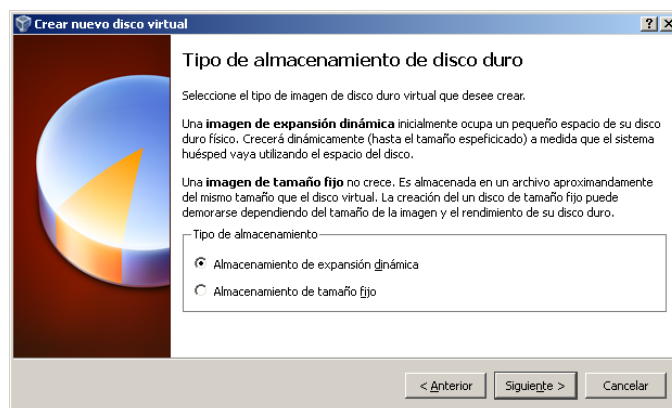 Crear nuevo disco virtual
Tipo de almacenamiento de disco duro
Seleccione el tipo de imagen de disco duro virtual que desee crear.
Una imagen de expansión dinámica inicialmente ocupa un pequeño espacio de su disco
duro físico. Crecerá dinámicamente (hasta el tamaño espeficicado) a medida que el sistema
huésped vaya utilizando el espacio del disco.
Una imagen de tamaño fijo no crece. Es almacenada en un archivo aproximandamente
del mismo tamaño que el disco virtual. La creación del un disco de tamaño fijo puede
demorarse dependiendo del tamaño de la imagen y el rendimiento de su disco duro.
Tipo de almacenamiento
Almacenamiento de expansión dinámica
Almacenamiento de tamaño fijo
< Anterior Siguiente > Cancelar